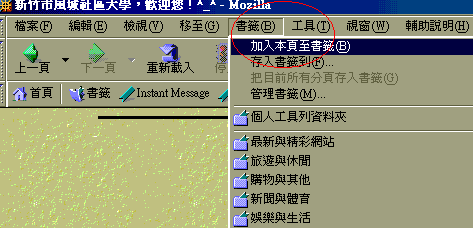 新竹市風城社區大學，歡迎您！^_^ - Mozilla
檔案(F) 編輯(E) 檢視(V) 移至(G) 書籤(B) 工具(T) 視窗(W) 輔助說明(H)
上一頁 下一頁 重新載入
首頁 書籤 Instant Message
加入本頁至書籤(B)
存入書籤到(F)...
把目前所有分頁存入書籤(G)
管理書籤(M)...
個人工具列資料夾
最新與精彩網站
旅遊與休閒
購物與其他
新聞與體育
娛樂與生活